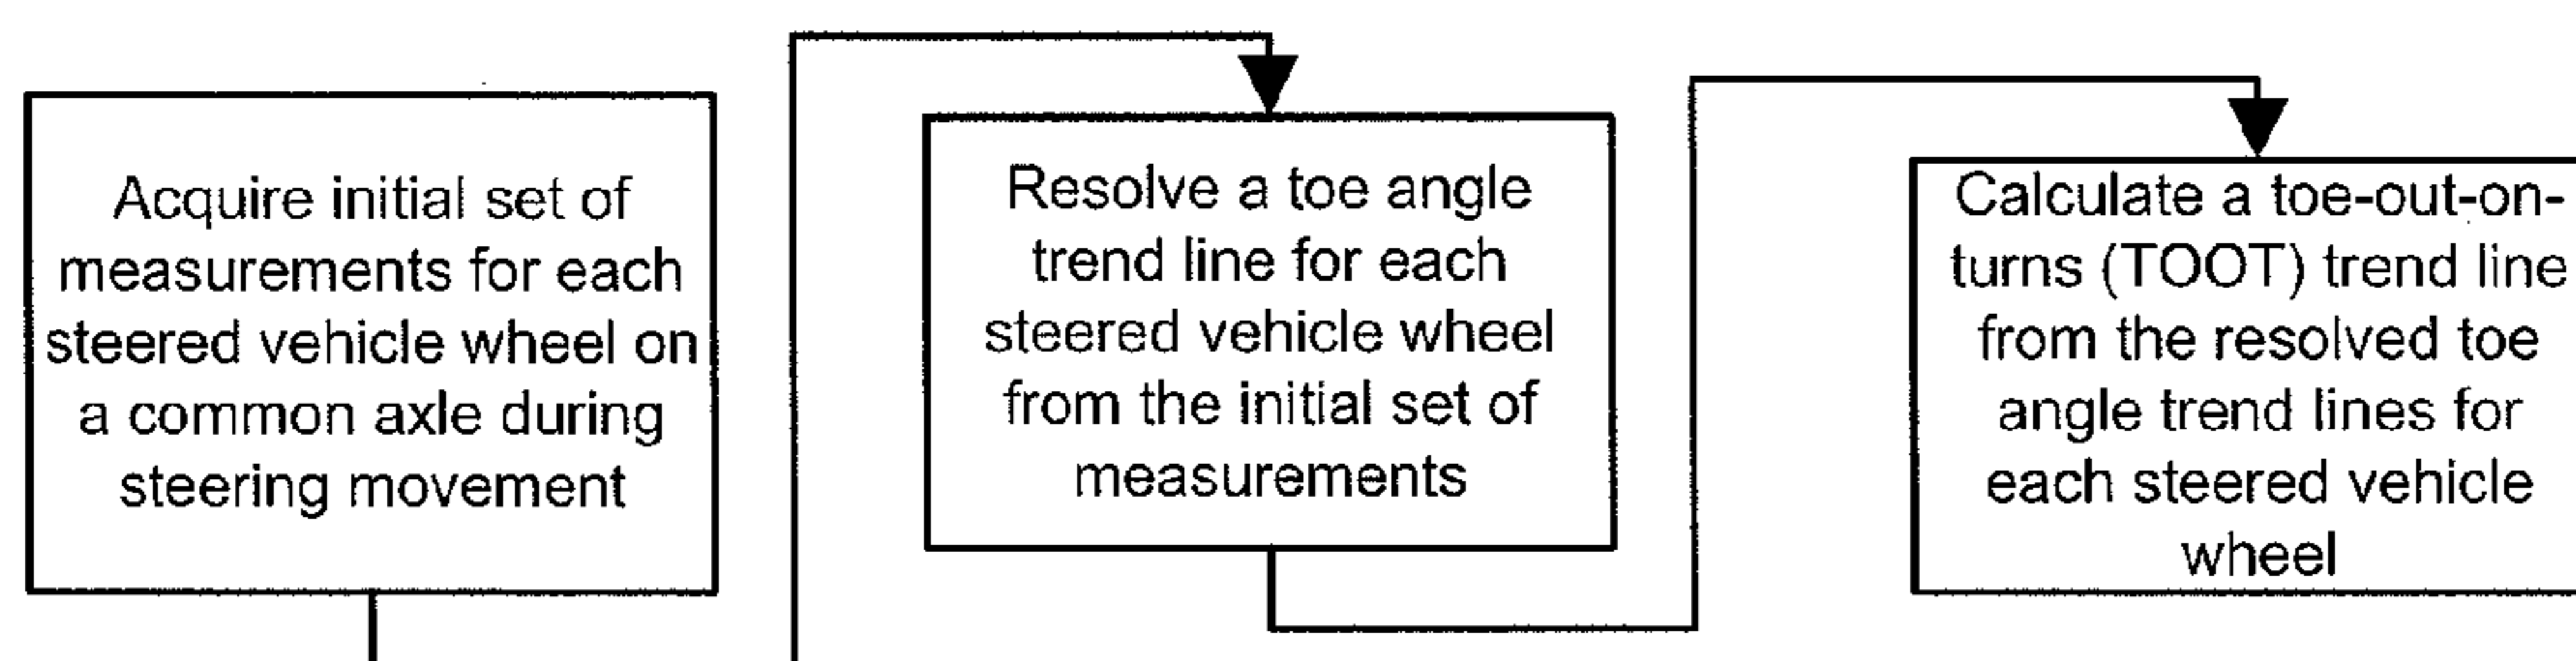 Acquire initial set of
measurements for each
steered vehicle wheel on
a common axle during
steering movement
Resolve a toe angle
trend line for each
steered vehicle wheel
from the initial set of
measurements
Calculate a toe-out-on-
turns (TOOT) trend line
from the resolved toe
angle trend lines for
each steered vehicle
wheel